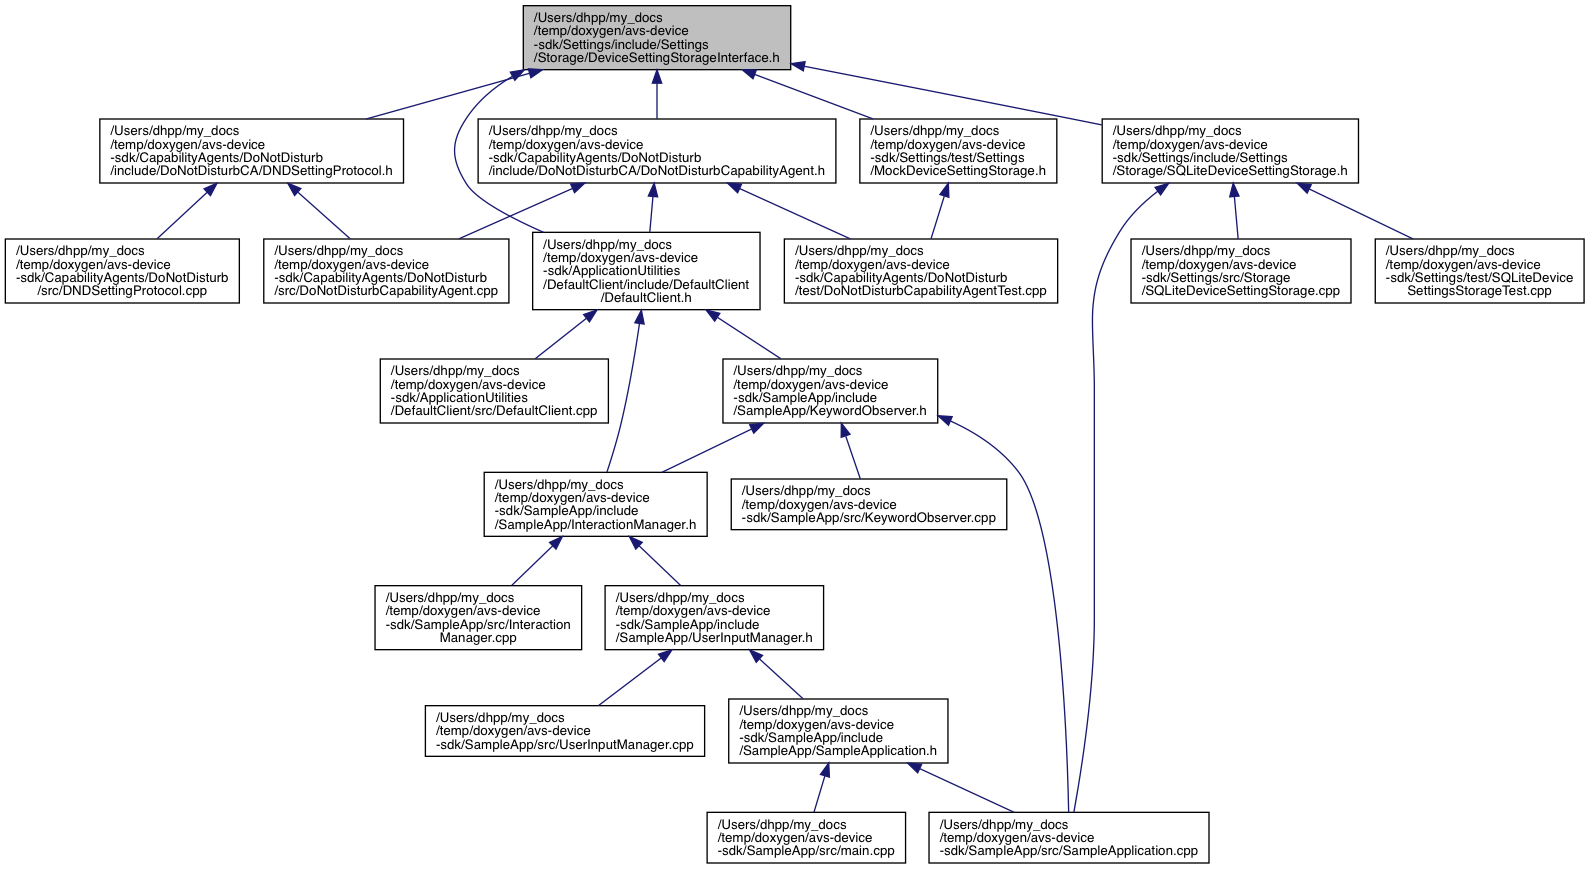 /Users/dhpp/my_docs
/temp/doxygen/avs-device
-sdk/Settings/include/Settings
/Storage/DeviceSettingStorageInterface.h
/Users/dhpp/my_docs
/temp/doxygen/avs-device
-sdk/CapabilityAgents/DoNotDisturb
/include/DoNotDisturbCA/DNDSettingProtocol.h
/Users/dhpp/my_docs
/temp/doxygen/avs-device
-sdk/CapabilityAgents/DoNotDisturb
/include/DoNotDisturbCA/DoNotDisturbCapabilityAgent.h
/Users/dhpp/my_docs
/temp/doxygen/avs-device
-sdk/Settings/test/Settings
/MockDeviceSettingStorage.h
/Users/dhpp/my_docs
/temp/doxygen/avs-device
-sdk/Settings/include/Settings
/Storage/SQLiteDeviceSettingStorage.h
/Users/dhpp/my_docs
/temp/doxygen/avs-device
-sdk/CapabilityAgents/DoNotDisturb
/src/DNDSettingProtocol.cpp
/Users/dhpp/my_docs
/temp/doxygen/avs-device
-sdk/CapabilityAgents/DoNotDisturb
/src/DoNotDisturbCapabilityAgent.cpp
/Users/dhpp/my_docs
/temp/doxygen/avs-device
-sdk/ApplicationUtilities
/DefaultClient/include/DefaultClient
/DefaultClient.h
/Users/dhpp/my_docs
/temp/doxygen/avs-device
-sdk/CapabilityAgents/DoNotDisturb
/test/DoNotDisturbCapabilityAgentTest.cpp
/Users/dhpp/my_docs
/temp/doxygen/avs-device
-sdk/Settings/src/Storage
/SQLiteDeviceSettingStorage.cpp
/Users/dhpp/my_docs
/temp/doxygen/avs-device
-sdk/Settings/test/SQLiteDevice
SettingsStorageTest.cpp
/Users/dhpp/my_docs
/temp/doxygen/avs-device
-sdk/ApplicationUtilities
/DefaultClient/src/DefaultClient.cpp
/Users/dhpp/my_docs
/temp/doxygen/avs-device
-sdk/SampleApp/include
/SampleApp/KeywordObserver.h
/Users/dhpp/my_docs
/temp/doxygen/avs-device
-sdk/SampleApp/include
/SampleApp/InteractionManager.h
/Users/dhpp/my_docs
/temp/doxygen/avs-device
-sdk/SampleApp/src/KeywordObserver.cpp
/Users/dhpp/my_docs
/temp/doxygen/avs-device
-sdk/SampleApp/src/Interaction
Manager.cpp
/Users/dhpp/my_docs
/temp/doxygen/avs-device
-sdk/SampleApp/include
/SampleApp/UserInputManager.h
/Users/dhpp/my_docs
/temp/doxygen/avs-device
-sdk/SampleApp/src/UserInputManager.cpp
/Users/dhpp/my_docs
/temp/doxygen/avs-device
-sdk/SampleApp/include
/SampleApp/SampleApplication.h
/Users/dhpp/my_docs
/temp/doxygen/avs-device
-sdk/SampleApp/src/main.cpp
/Users/dhpp/my_docs
/temp/doxygen/avs-device
-sdk/SampleApp/src/SampleApplication.cpp